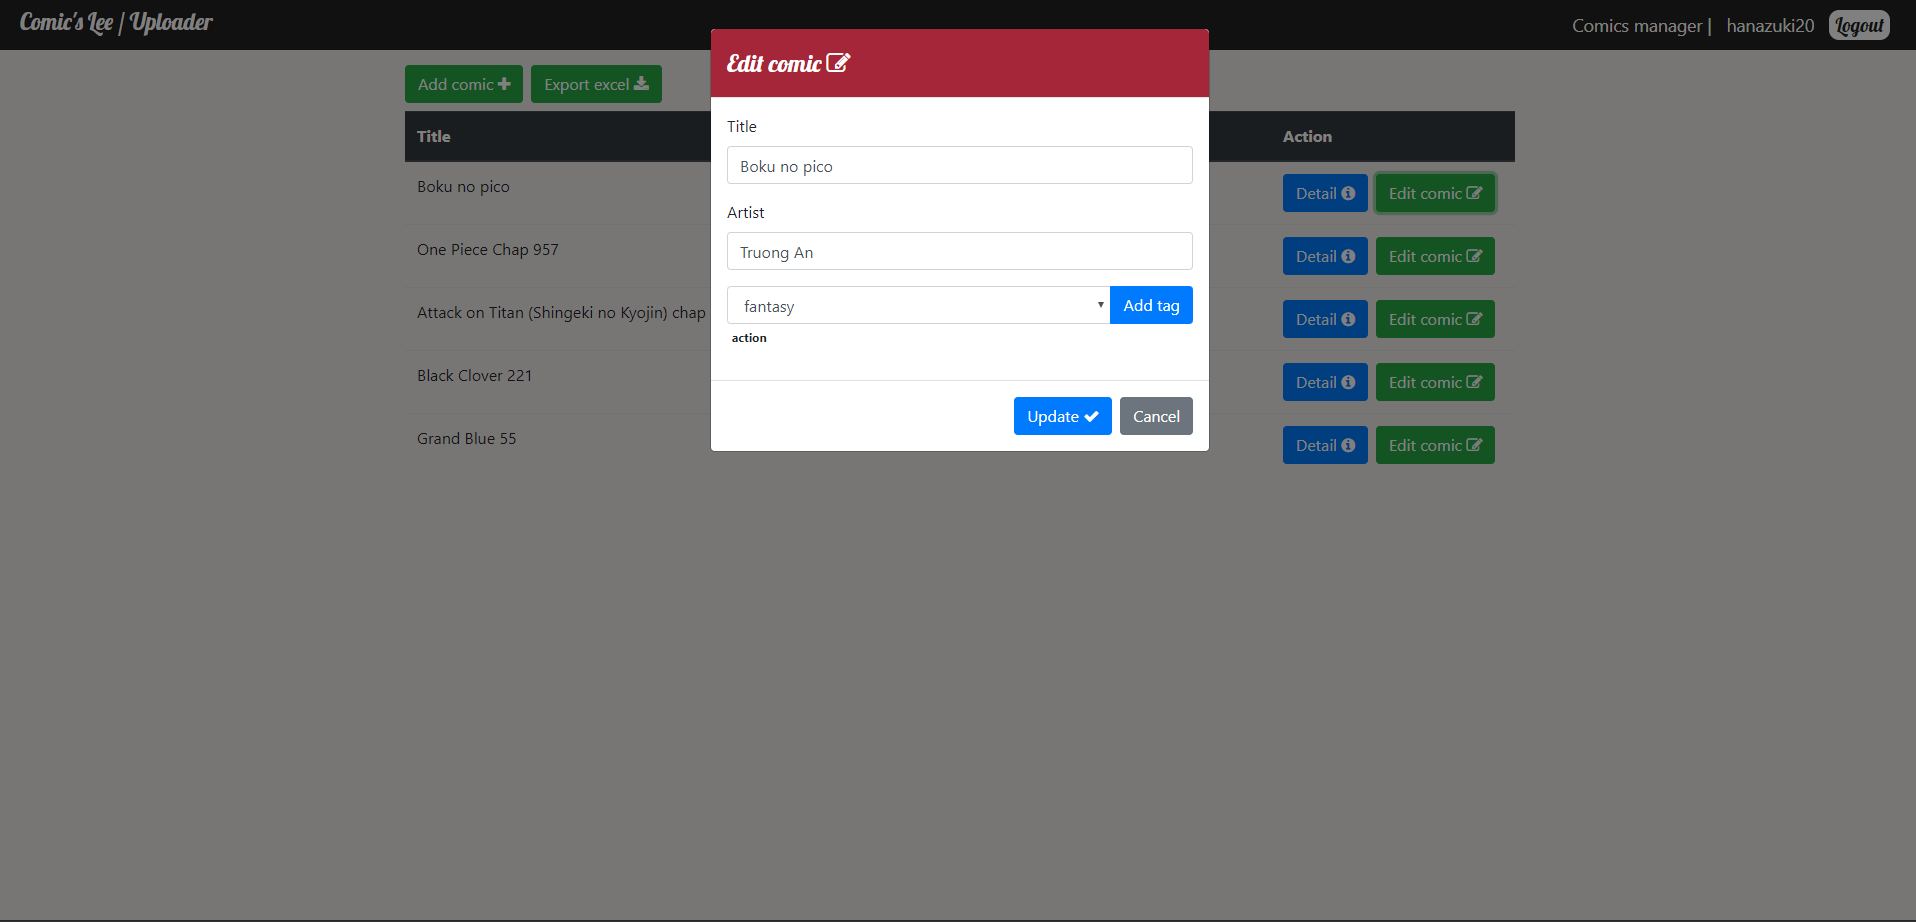 Comic's Lee / Uploader
Comics manager | hanazuki20 Logout
Add comic Export excel
Title Action
Boku no pico Detail Edit comic
One Piece Chap 957 Detail Edit comic
Attack on Titan (Shingeki no Kyojin) chap Detail Edit comic
Black Clover 221 Detail Edit comic
Grand Blue 55 Detail Edit comic
Edit comic
Title
Boku no pico
Artist
Truong An
fantasy Add tag
action
Update Cancel